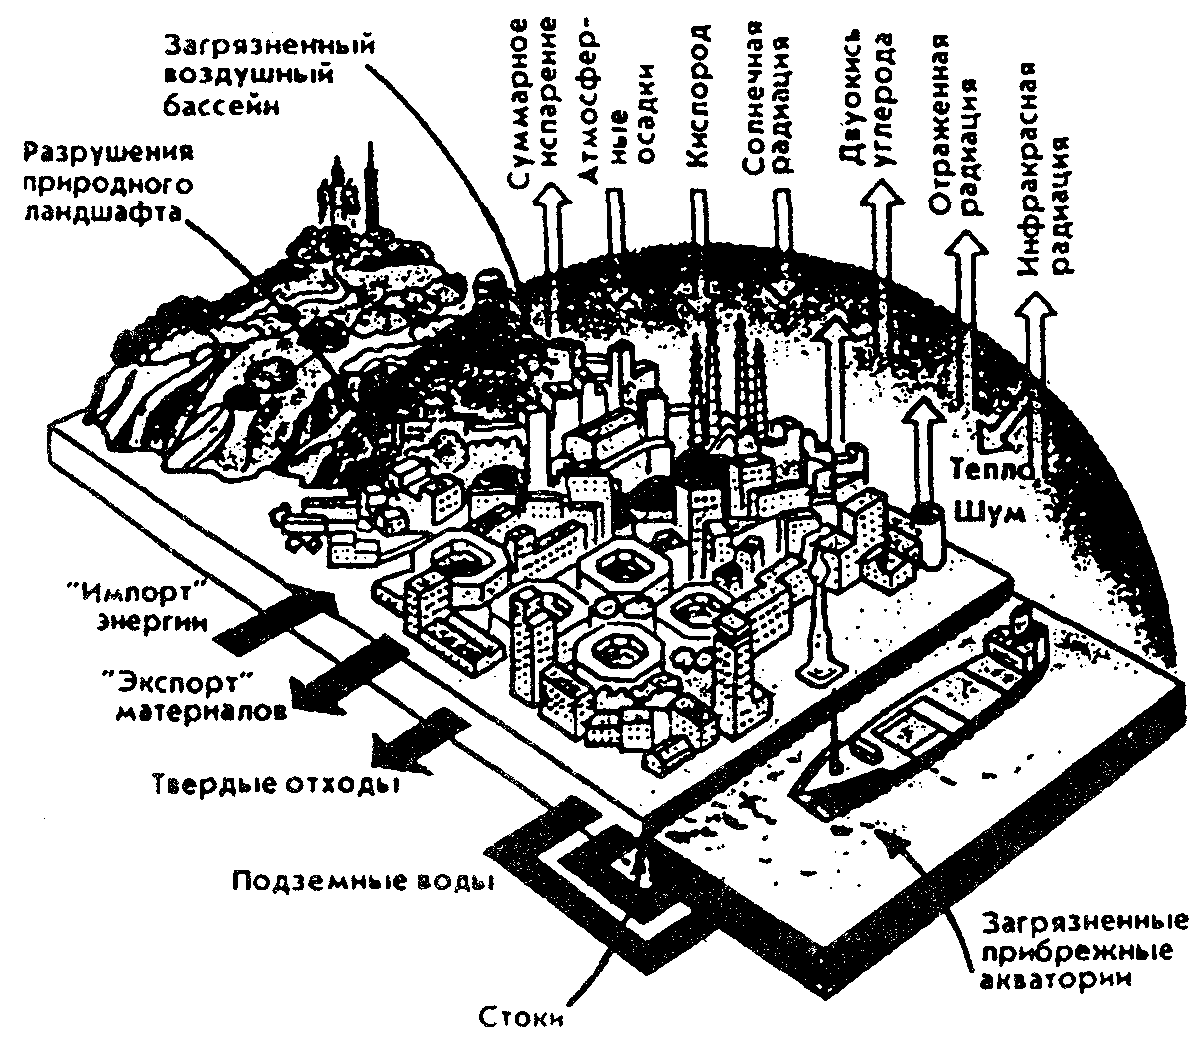 Загрязненный
воздушный
бассейн
Разрушения
природного
ландшафта
Суммарное
испарение
Атмосфер-
ные
осадки
Кислород
Солнечная
радиация
Двуокись
углерода
Отраженная
радиация
Инфракрасная
радиация
Тепло
Шум
"Импорт"
энергии
"Экспорт"
материалов
Твердые отходы
Подземные воды
Стоки
Загрязненные
прибрежные
акватории